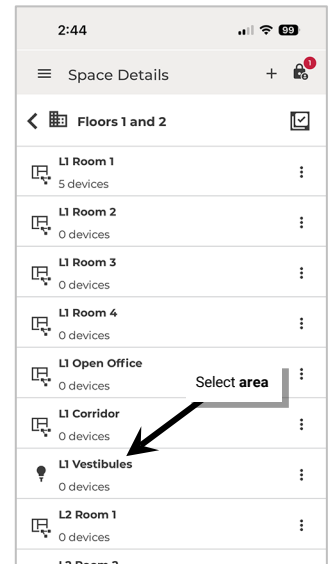 2:44
99
Space Details
1
Floors 1 and 2
L1 Room 1
5 devices
L1 Room 2
0 devices
L1 Room 3
0 devices
L1 Room 4
0 devices
L1 Open Office
0 devices
Select area
L1 Corridor
0 devices
L1 Vestibules
0 devices
L2 Room 1
0 devices